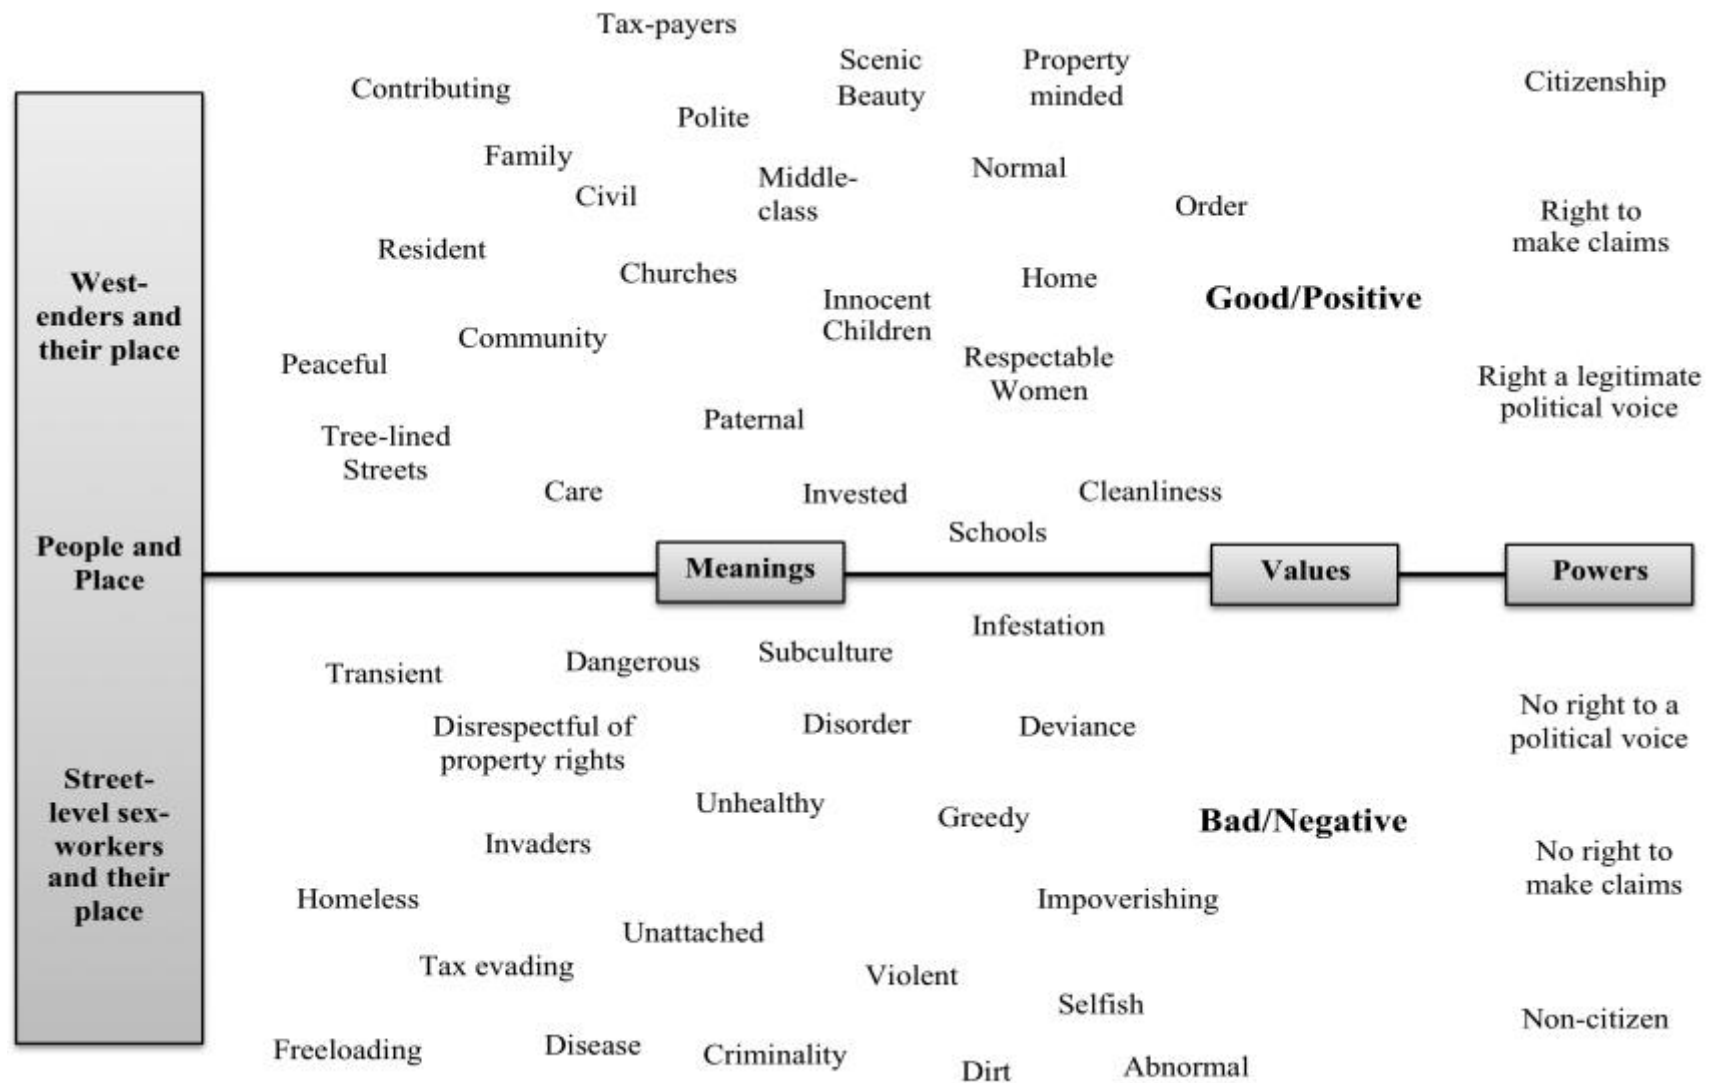 Tax-payers
Scenic
Beauty
Property
minded
Citizenship
Contributing
Polite
Family
Middle-
class
Normal
Civil
Order
Right to
make claims
Resident
Churches
Home
West-
enders and
their place
Innocent
Children
Good/Positive
Community
Peaceful
Respectable
Women
Right a legitimate
political voice
Paternal
Tree-lined
Streets
Care
Invested
Cleanliness
Schools
People and
Place
Meanings
Values
Powers
Infestation
Transient
Dangerous
Subculture
Disrespectful of
property rights
Disorder
Deviance
No right to a
political voice
Street-
level sex-
workers
and their
place
Unhealthy
Greedy
Bad/Negative
Invaders
No right to
make claims
Homeless
Impoverishing
Unattached
Tax evading
Violent
Selfish
Non-citizen
Freeloading
Disease
Criminality
Dirt
Abnormal